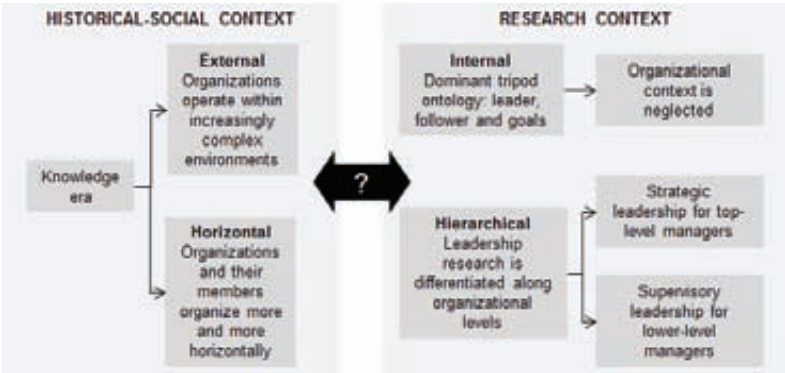 HISTORICAL-SOCIAL CONTEXT
External
Organizations
operate within
increasingly
complex
environments
Knowledge
era
Horizontal
Organizations
and their
members
organize more
and more
horizontally
?
RESEARCH CONTEXT
Internal
Dominant tripod
ontology: leader,
follower and goals
Organizational
context is
neglected
Hierarchical
Leadership
research is
differentiated along
organizational
levels
Strategic
leadership for top-
level managers
Supervisory
leadership for
lower-level
managers